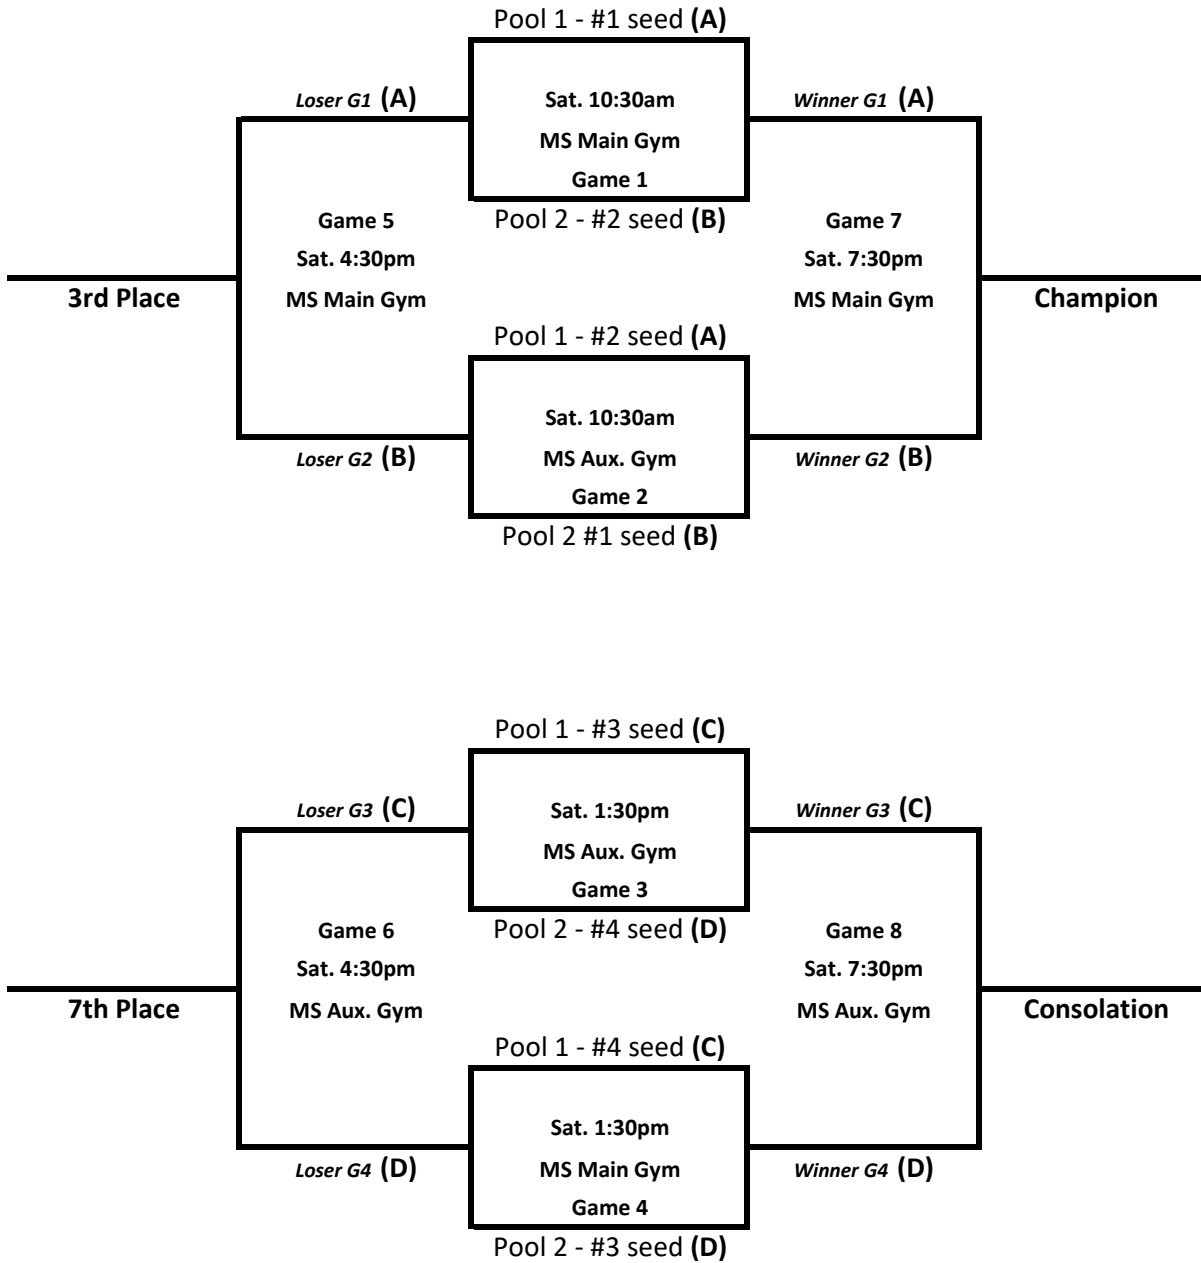 Pool 1 - #1 seed (A)
Loser G1 (A)
Sat. 10:30am
Winner G1 (A)
MS Main Gym
Game 1
Pool 2 - #2 seed (B)
Game 5
Sat. 4:30pm
MS Main Gym
Game 7
Sat. 7:30pm
MS Main Gym
3rd Place
Champion
Pool 1 - #2 seed (A)
Sat. 10:30am
MS Aux. Gym
Game 2
Loser G2 (B)
Winner G2 (B)
Pool 2 #1 seed (B)
Pool 1 - #3 seed (C)
Loser G3 (C)
Sat. 1:30pm
Winner G3 (C)
MS Aux. Gym
Game 3
Pool 2 - #4 seed (D)
Game 6
Sat. 4:30pm
MS Aux. Gym
Game 8
Sat. 7:30pm
MS Aux. Gym
7th Place
Consolation
Pool 1 - #4 seed (C)
Sat. 1:30pm
MS Main Gym
Game 4
Loser G4 (D)
Winner G4 (D)
Pool 2 - #3 seed (D)